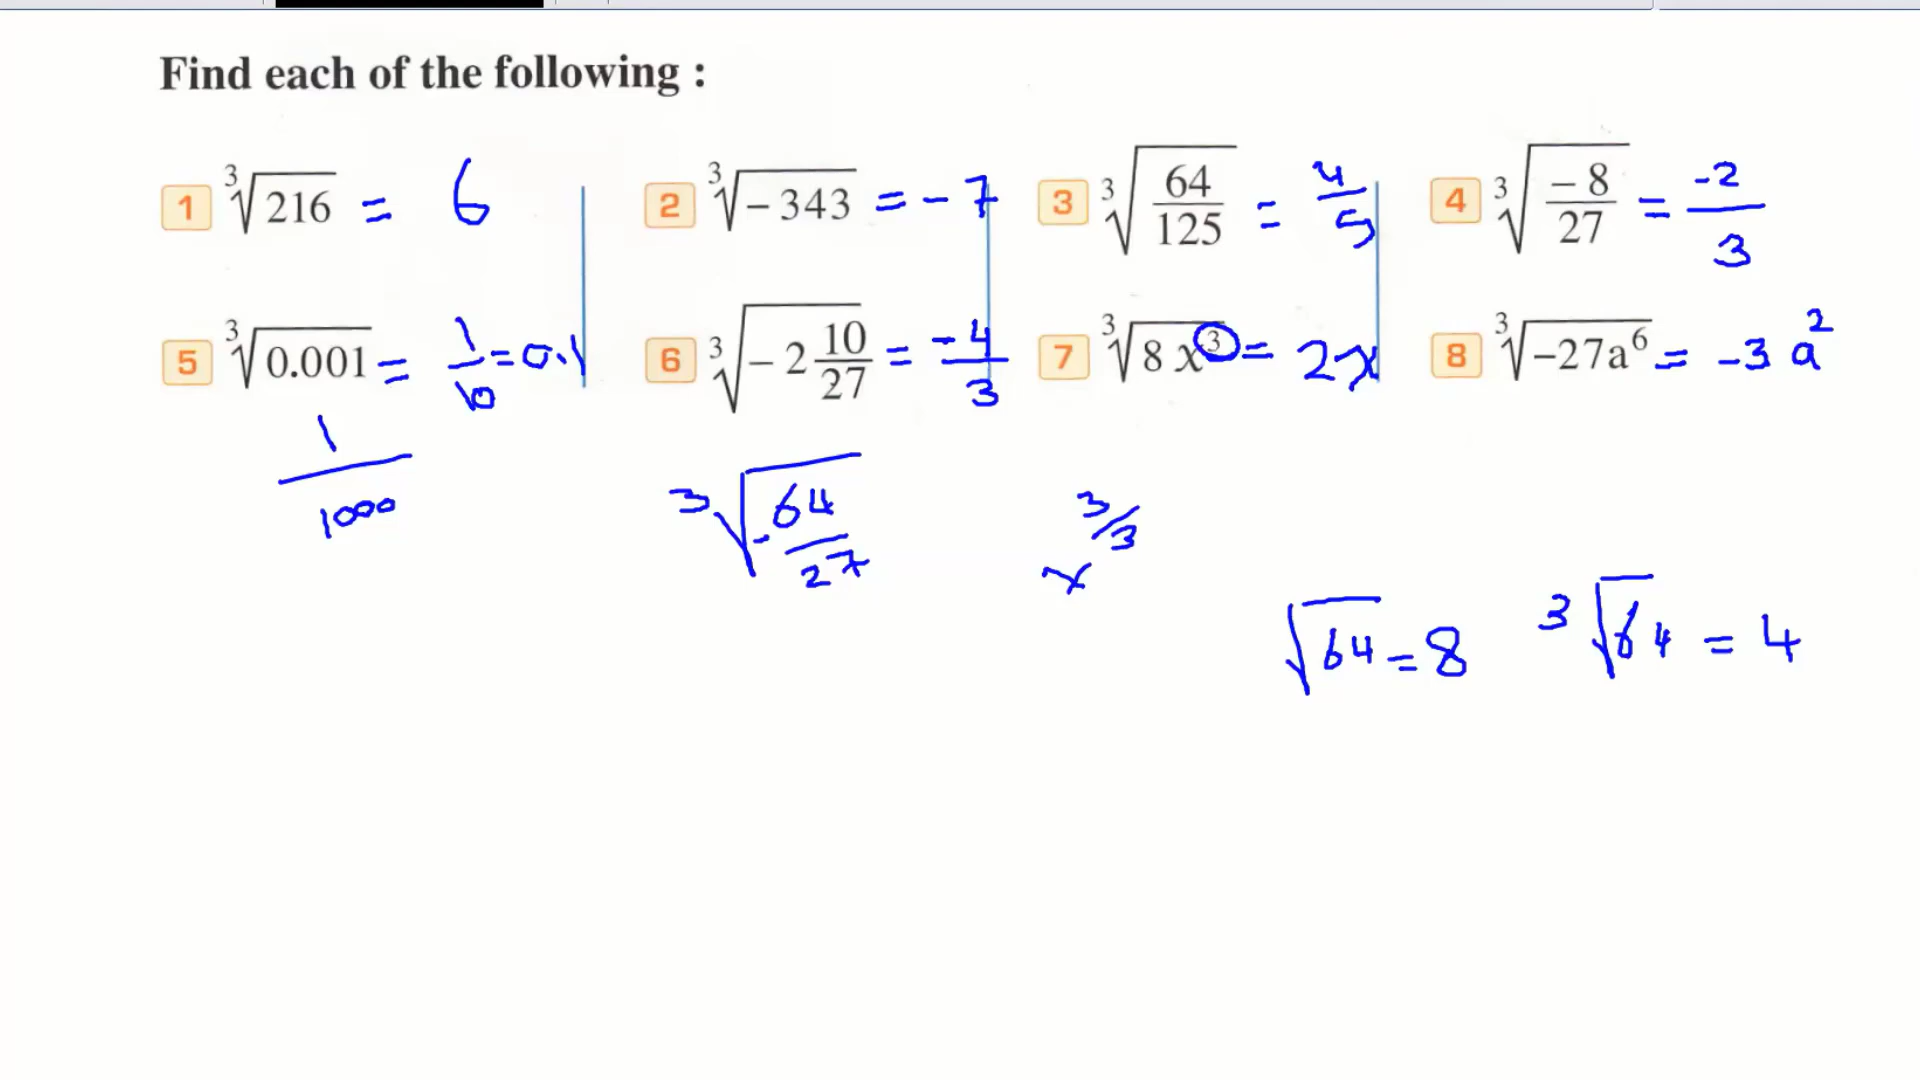 Find each of the following :
1 ∛216 = 6
2 ∛-343 = -7
3 ∛(64/125) = 4/5
4 ∛(-8/27) = -2/3
5 ∛0.001 = 1/10 = 0.1
6 ∛(-2 10/27) = -4/3
7 ∛(8x³) = 2x
8 ∛(-27a⁶) = -3a²
1/1000
∛(-64/27)
x^(3/3)
√64 = 8
∛64 = 4